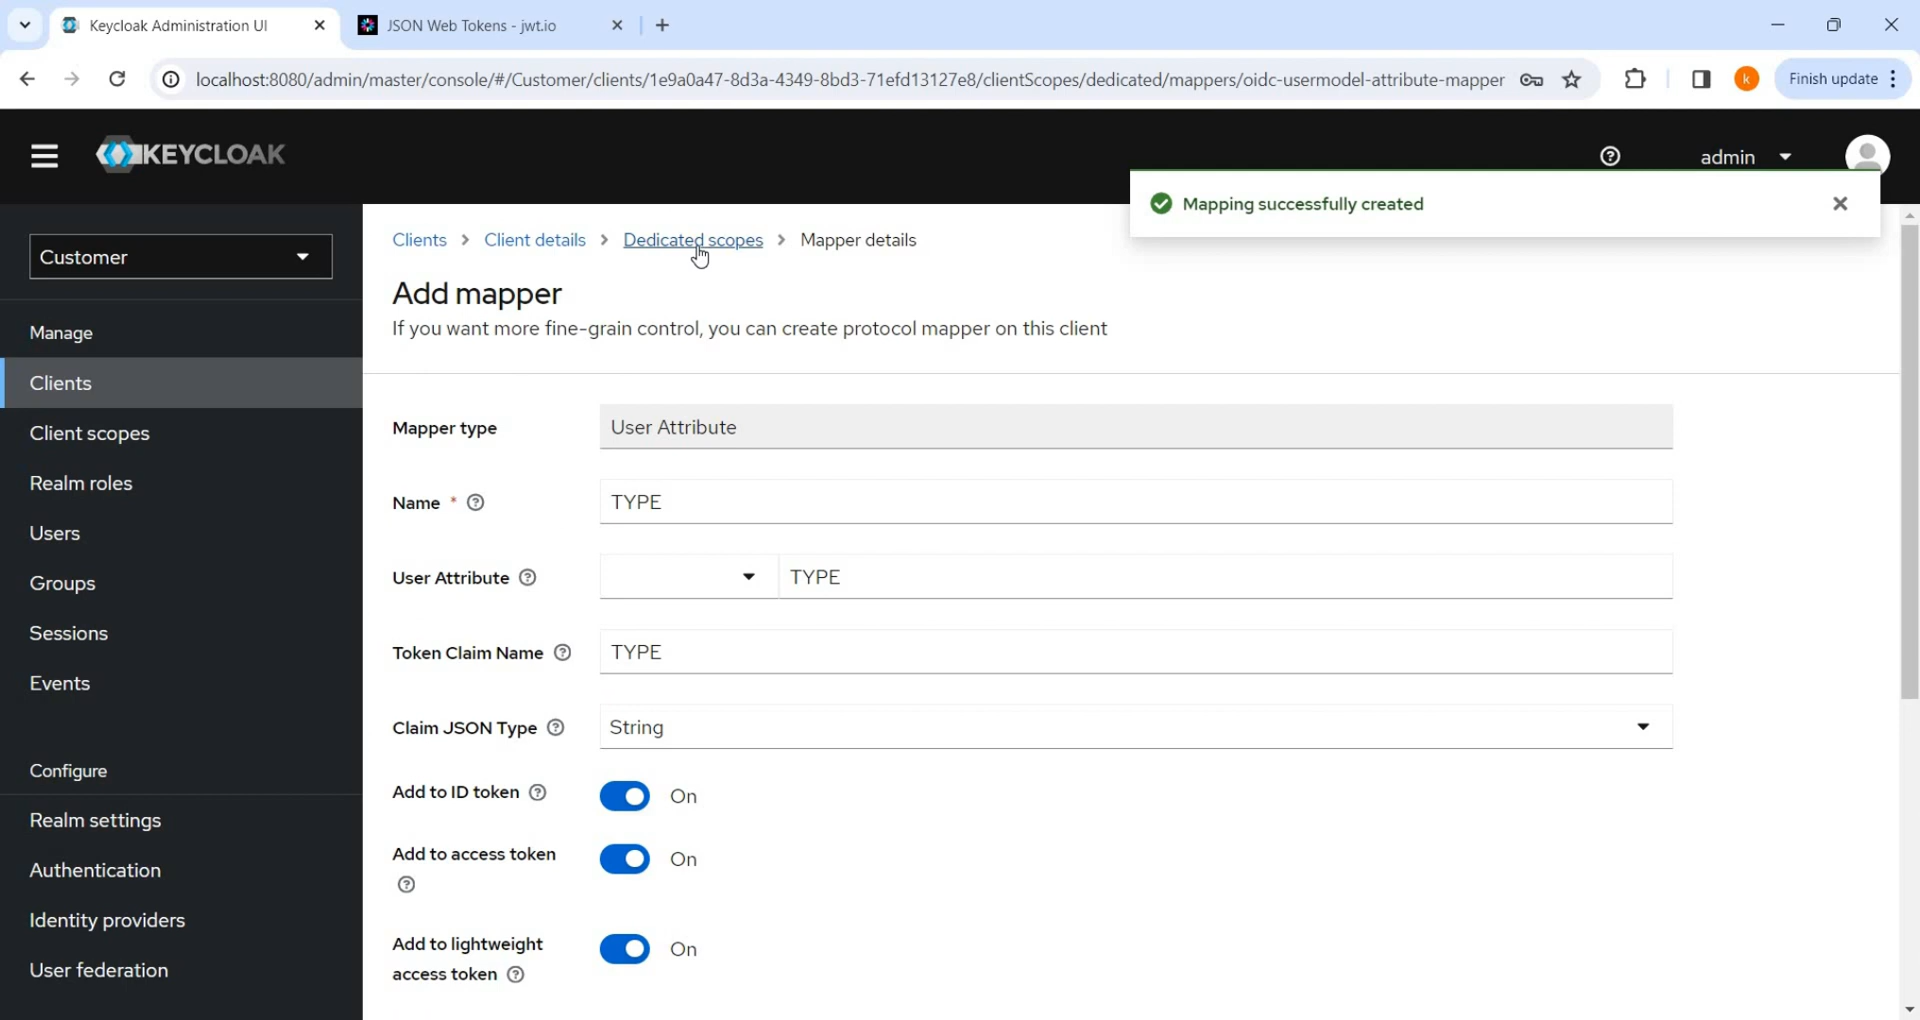 Keycloak Administration UI
JSON Web Tokens - jwt.io
localhost:8080/admin/master/console/#/Customer/clients/1e9a0a47-8d3a-4349-8bd3-71efd13127e8/clientScopes/dedicated/mappers/oidc-usermodel-attribute-mapper
k
Finish update
KEYCLOAK
admin
Mapping successfully created
Customer
Clients > Client details > Dedicated scopes > Mapper details
Add mapper
If you want more fine-grain control, you can create protocol mapper on this client
Manage
Clients
Client scopes
Realm roles
Users
Groups
Sessions
Events
Configure
Realm settings
Authentication
Identity providers
User federation
Mapper type User Attribute
Name * TYPE
User Attribute TYPE
Token Claim Name TYPE
Claim JSON Type String
Add to ID token On
Add to access token On
Add to lightweight
access token On